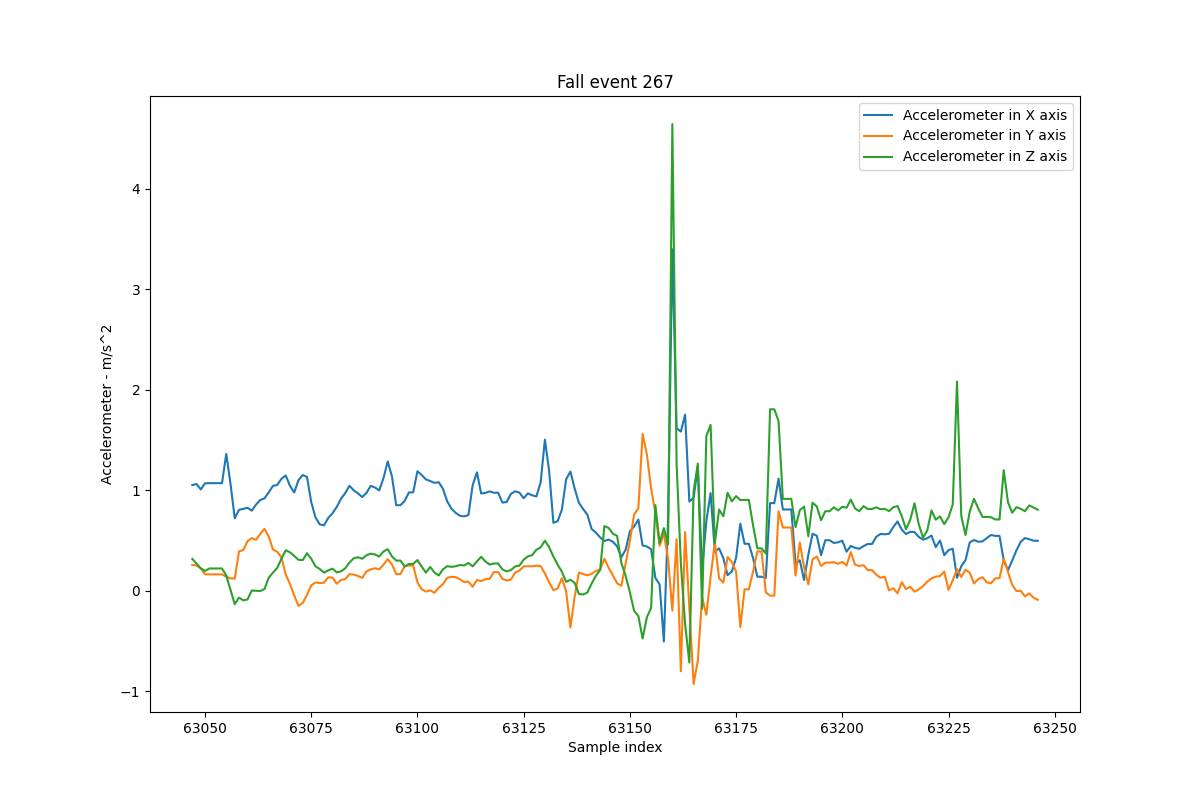 Fall event 267
Accelerometer in X axis
Accelerometer in Y axis
Accelerometer in Z axis
Accelerometer - m/s^2
4
3
2
1
0
−1
63050 63075 63100 63125 63150 63175 63200 63225 63250
Sample index